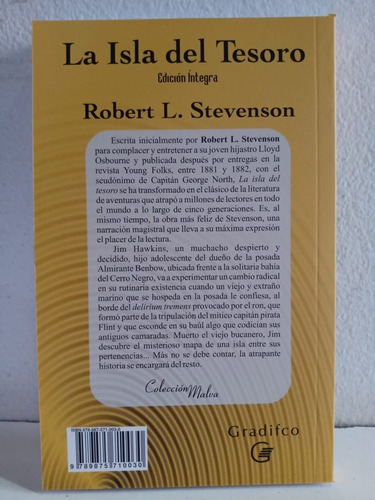 La Isla del Tesoro
Edición Íntegra
Robert L. Stevenson
Escrita inicialmente por Robert L. Stevenson
para complacer y entretener a su joven hijastro Lloyd
Osbourne y publicada después por entregas en la
revista Young Folks, entre 1881 y 1882, con el
seudónimo de Capitán George North, La isla del
tesoro se ha transformado en el clásico de la literatura
de aventuras que atrapó a millones de lectores en todo
el mundo a lo largo de cinco generaciones. Es, al
mismo tiempo, la obra más feliz de Stevenson, una
narración magistral que lleva a su máxima expresión
el placer de la lectura.
Jim Hawkins, un muchacho despierto y
decidido, hijo adolescente del dueño de la posada
Almirante Benbow, ubicada frente a la solitaria bahía
del Cerro Negro, va a experimentar un cambio radical
en su rutinaria existencia cuando un viejo y extraño
marino que se hospeda en la posada le confiesa, al
borde del delirium tremens provocado por el ron, que
formó parte de la tripulación del mítico capitán pirata
Flint y que esconde en su baúl algo que codician sus
antiguos camaradas. Muerto el viejo bucanero, Jim
descubre el misterioso mapa de una isla entre sus
pertenencias... Más no se debe contar, la atrapante
historia se encargará del resto.
Colección Malva
ISBN 978-987-571-003-0
9 789875 710030
Gradifco
G